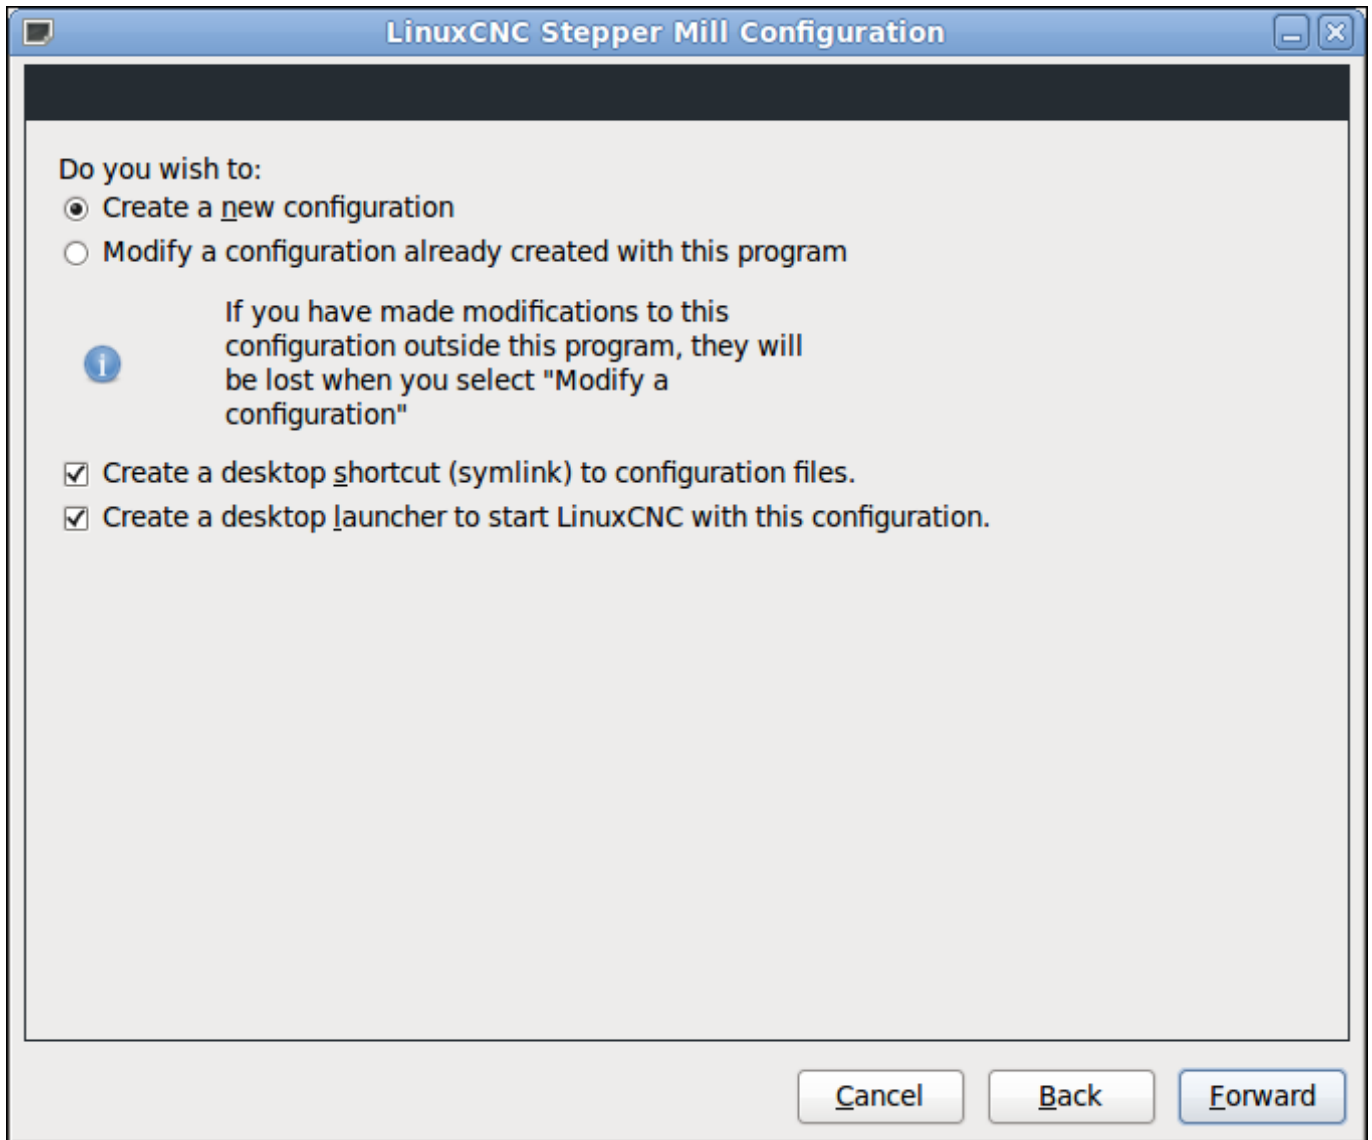 LinuxCNC Stepper Mill Configuration
Do you wish to:
Create a new configuration
Modify a configuration already created with this program
If you have made modifications to this
configuration outside this program, they will
be lost when you select "Modify a
configuration"
Create a desktop shortcut (symlink) to configuration files.
Create a desktop launcher to start LinuxCNC with this configuration.
Cancel
Back
Forward